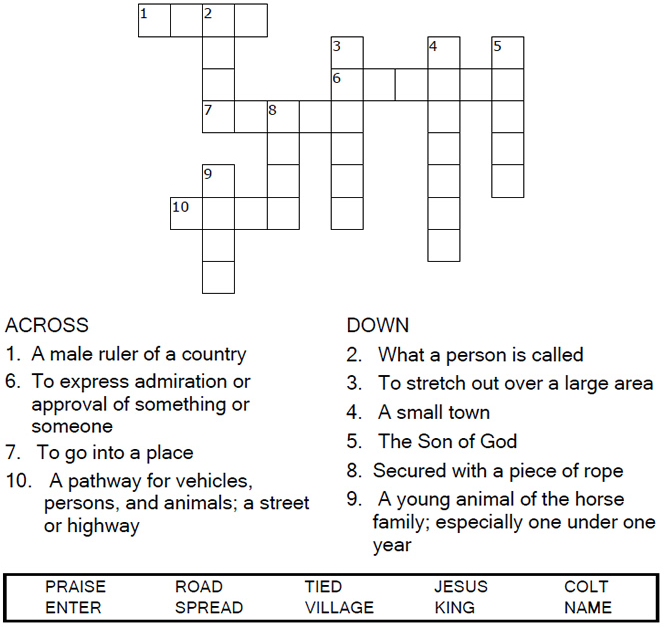 1 2
3 4 5
6
7 8
9
10
ACROSS
1. A male ruler of a country
6. To express admiration or
approval of something or
someone
7. To go into a place
10. A pathway for vehicles,
persons, and animals; a street
or highway
DOWN
2. What a person is called
3. To stretch out over a large area
4. A small town
5. The Son of God
8. Secured with a piece of rope
9. A young animal of the horse
family; especially one under one
year
PRAISE ROAD TIED JESUS COLT
ENTER SPREAD VILLAGE KING NAME